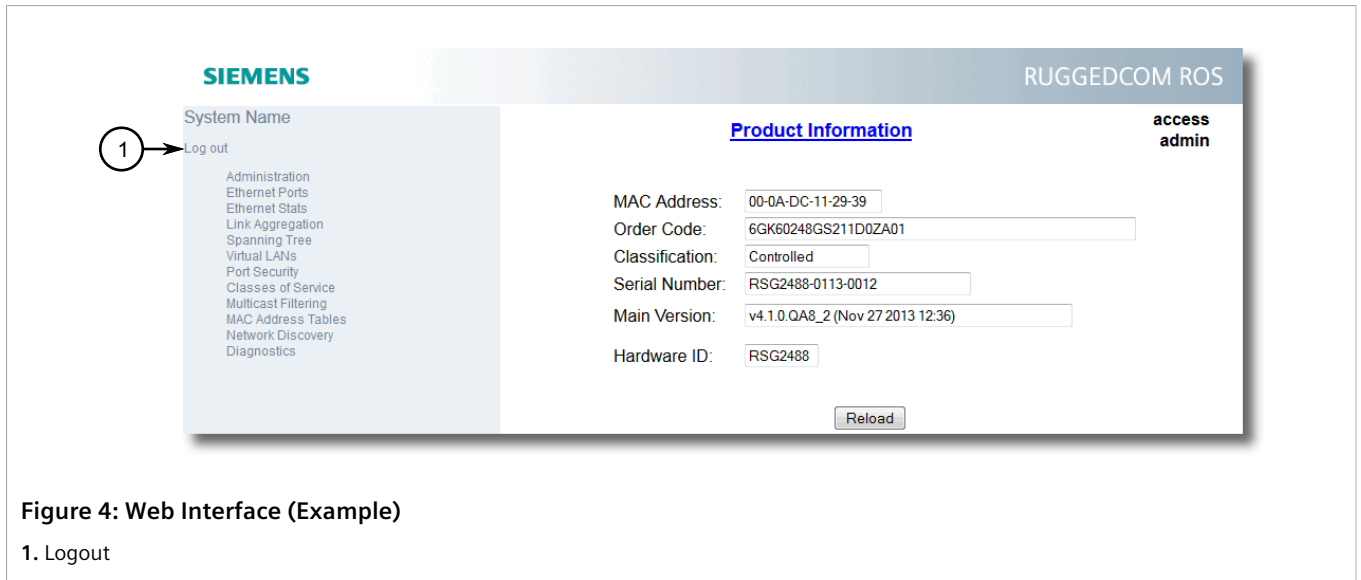 SIEMENS
RUGGEDCOM ROS
System Name
1
Log out
Administration
Ethernet Ports
Ethernet Stats
Link Aggregation
Spanning Tree
Virtual LANs
Port Security
Classes of Service
Multicast Filtering
MAC Address Tables
Network Discovery
Diagnostics
Product Information
access
admin
MAC Address: 00-0A-DC-11-29-39
Order Code: 6GK60248GS211D0ZA01
Classification: Controlled
Serial Number: RSG2488-0113-0012
Main Version: v4.1.0.QA8_2 (Nov 27 2013 12:36)
Hardware ID: RSG2488
Reload
Figure 4: Web Interface (Example)
1. Logout